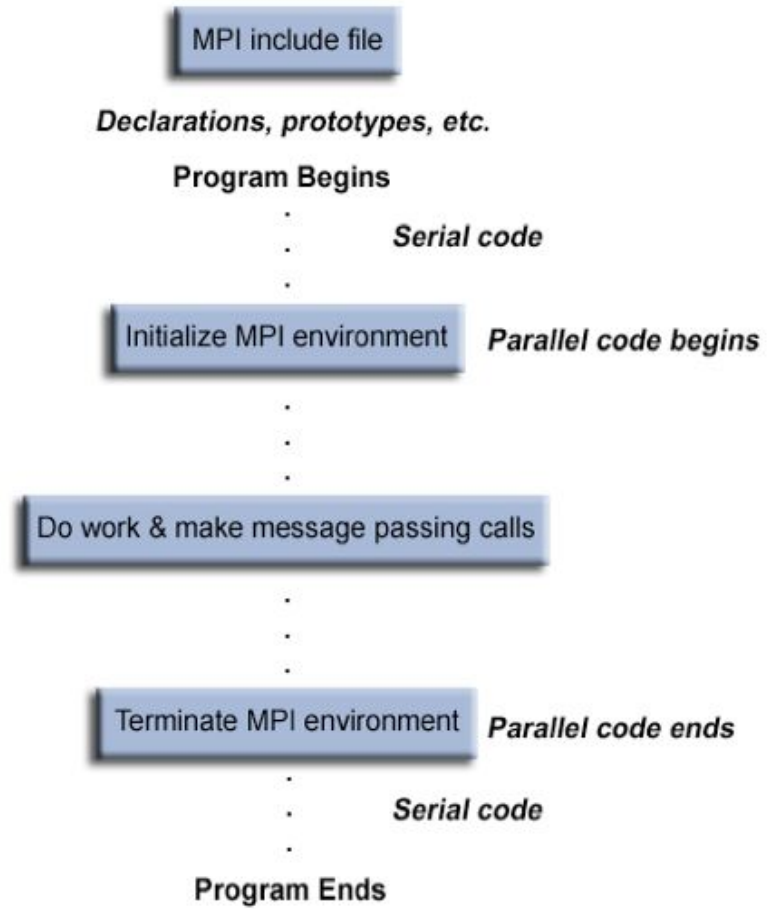 MPI include file
Declarations, prototypes, etc.
Program Begins
Serial code
Initialize MPI environment
Parallel code begins
Do work & make message passing calls
Terminate MPI environment
Parallel code ends
Serial code
Program Ends